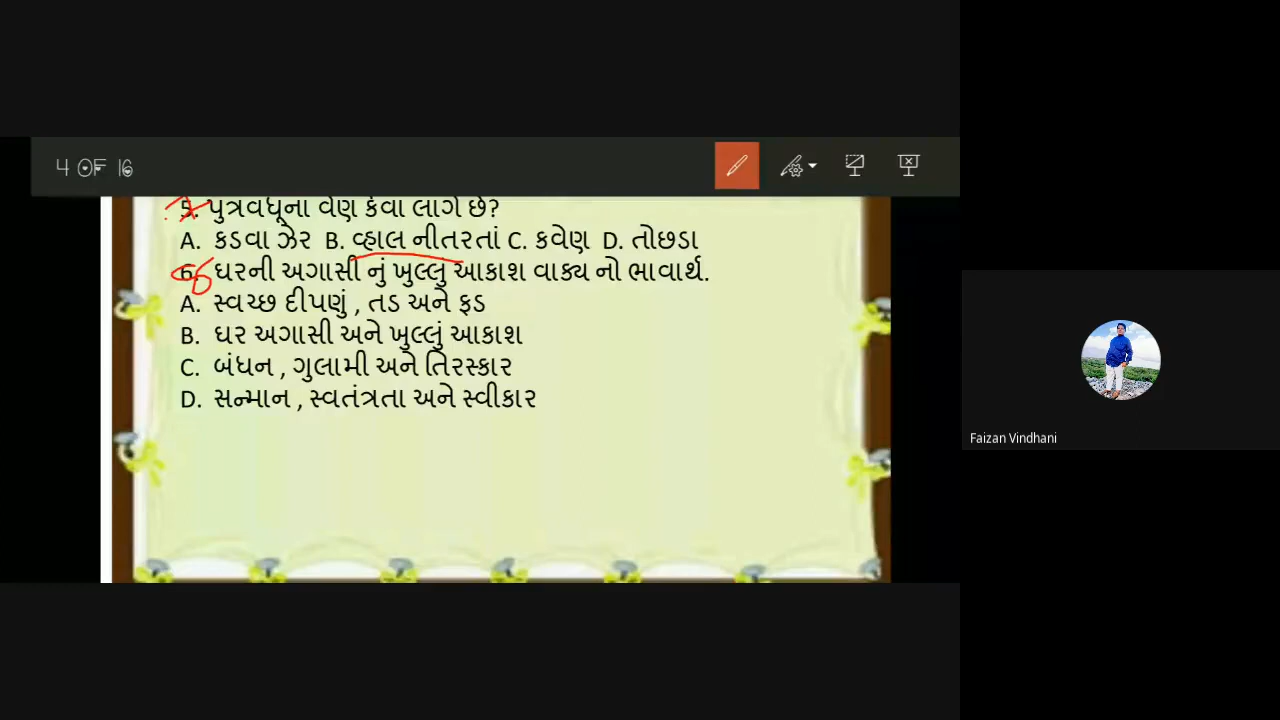 4 OF 16
5. પુત્રવધૂના વેણ કેવા લાગે છે?
A. કડવા ઝેર B. વ્હાલ નીતરતાં C. કવેણ D. તોછડા
6. ઘરની અગાસી નું ખુલ્લુ આકાશ વાક્ય નો ભાવાર્થ.
A. સ્વચ્છ દીપણું , તડ અને ફડ
B. ઘર અગાસી અને ખુલ્લું આકાશ
C. બંધન , ગુલામી અને તિરસ્કાર
D. સન્માન , સ્વતંત્રતા અને સ્વીકાર
Faizan Vindhani